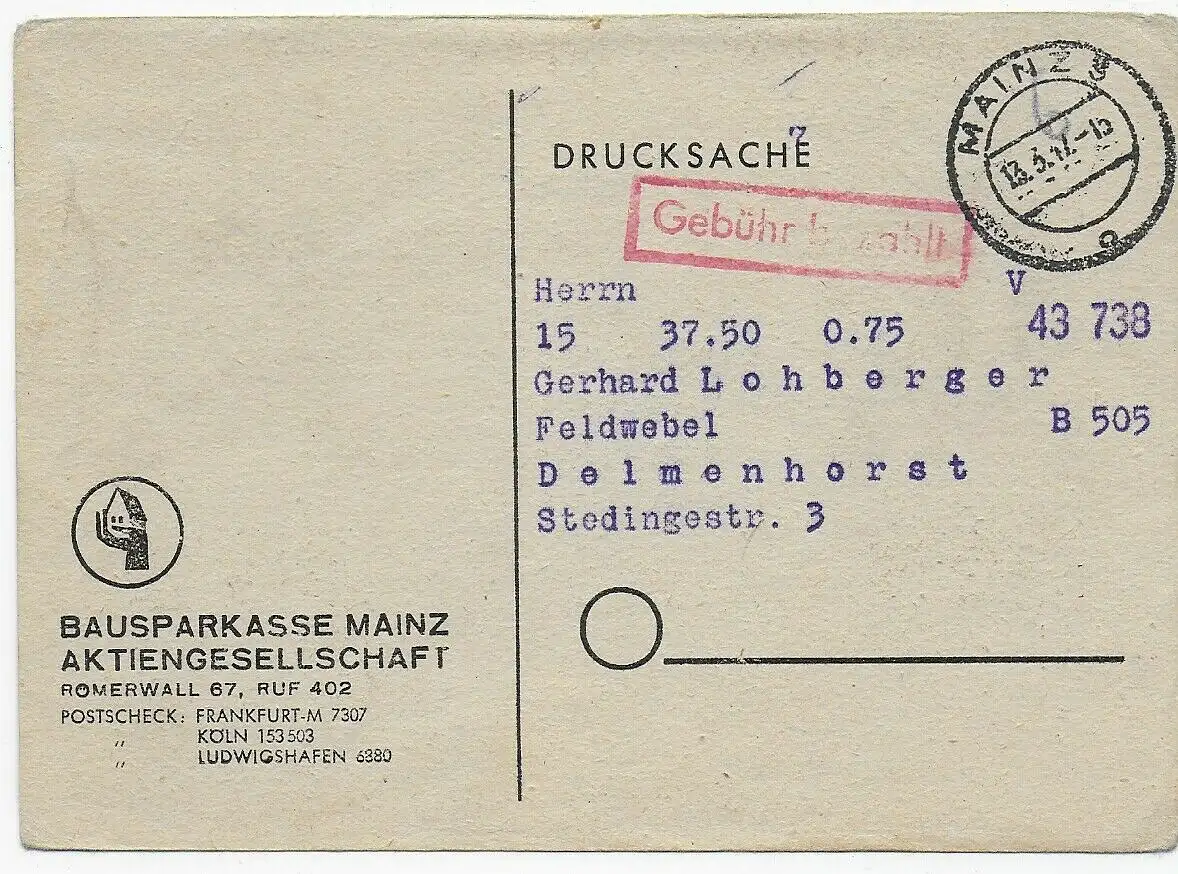 DRUCKSACHE
7
MAINZ
Gebühr bezahlt
Herrn
V
15 37.50 0.75 43 738
Gerhard Lohberger
Feldwebel B 505
Delmenhorst
Stedingestr. 3
BAUSPARKASSE MAINZ
AKTIENGESELLSCHAFT
RÖMERWALL 67, RUF 402
POSTSCHECK: FRANKFURT-M 7307
" KÖLN 153503
" LUDWIGSHAFEN 6380